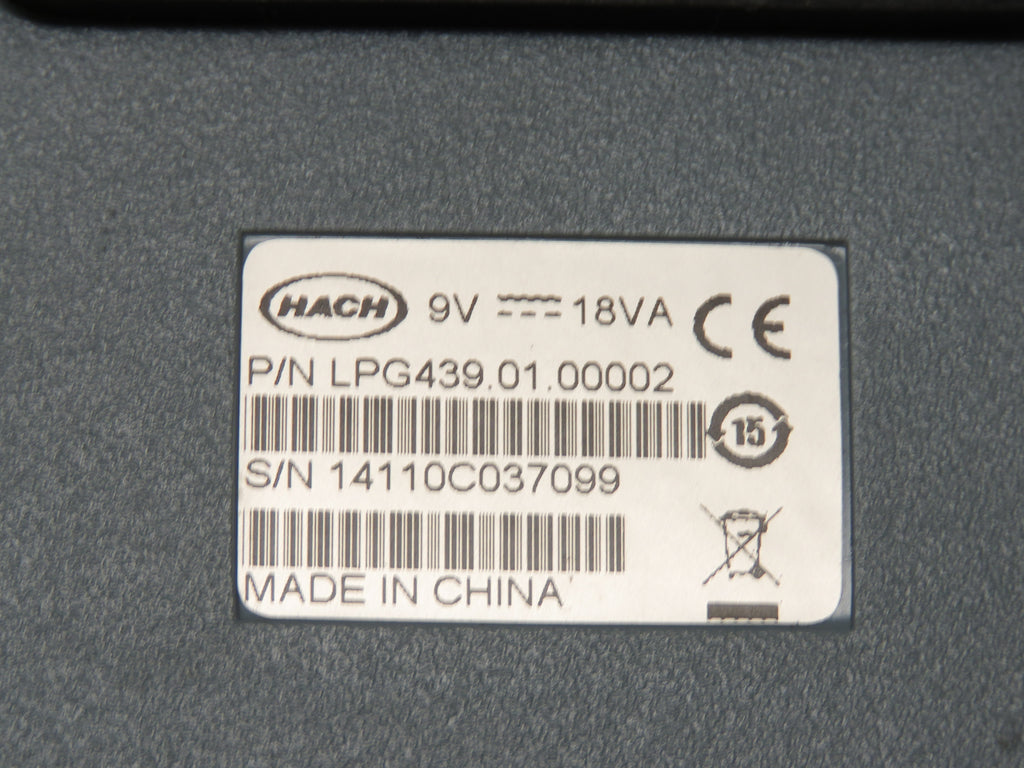 HACH 9V 18VA CE
P/N LPG439.01.00002
15
S/N 14110C037099
MADE IN CHINA